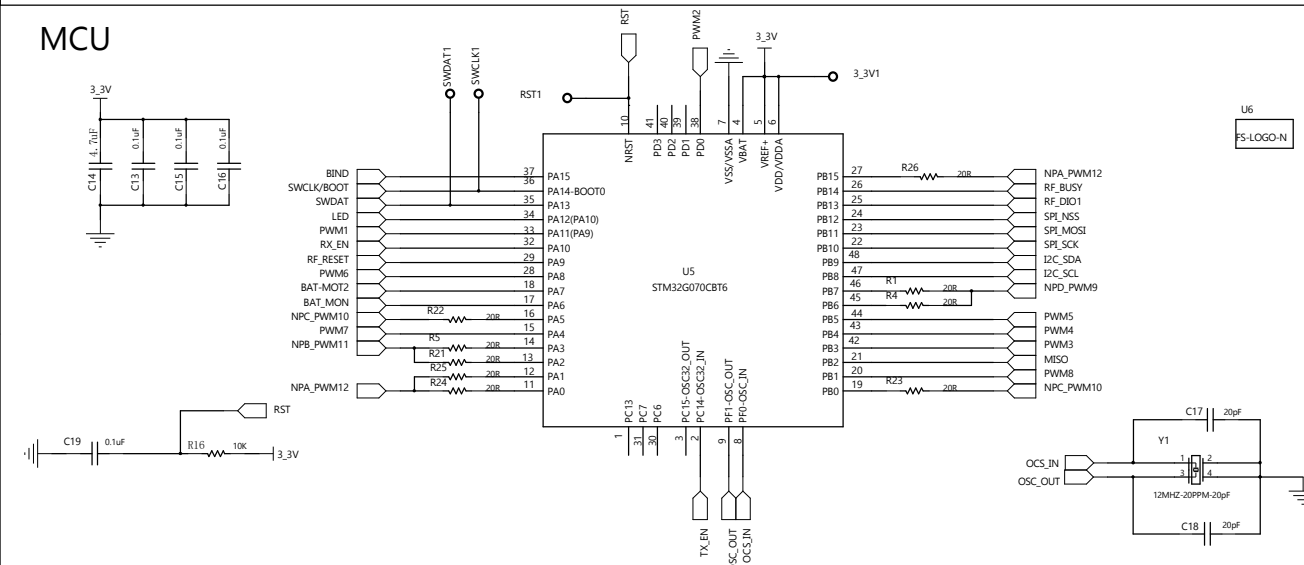 MCU
3_3V
C14 4.7uF
C13 0.1uF
C15 0.1uF
C16 0.1uF
SWDAT1
SWCLK1
RST
RST1
PWM2
3_3V
3_3V1
U6
FS-LOGO-N
10 NRST
41 PD3
40 PD2
39 PD1
38 PD0
7 VSS/VSSA
4 VBAT
5 VREF+
6 VDD/VDDA
BIND 37 PA15
SWCLK/BOOT 36 PA14-BOOT0
SWDAT 35 PA13
LED 34 PA12(PA10)
PWM1 33 PA11(PA9)
RX_EN 32 PA10
RF_RESET 29 PA9
PWM6 28 PA8
BAT-MOT2 18 PA7
BAT_MON 17 PA6
NPC_PWM10 R22 20R 16 PA5
PWM7 15 PA4
NPB_PWM11 R5 20R 14 PA3
R21 20R 13 PA2
R25 20R 12 PA1
NPA_PWM12 R24 20R 11 PA0
U5
STM32G070CBT6
PB15 27 R26 20R NPA_PWM12
PB14 26 RF_BUSY
PB13 25 RF_DIO1
PB12 24 SPI_NSS
PB11 23 SPI_MOSI
PB10 22 SPI_SCK
PB9 48 I2C_SDA
PB8 47 I2C_SCL
PB7 46 R1 20R NPD_PWM9
PB6 45 R4 20R
PB5 44 PWM5
PB4 43 PWM4
PB3 42 PWM3
PB2 21 MISO
PB1 20 PWM8
PB0 19 R23 20R NPC_PWM10
PC13 1
PC7 31
PC6 30
PC15-OSC32_OUT 3
PC14-OSC32_IN 2
PF1-OSC_OUT 9
PF0-OSC_IN 8
TX_EN
SC_OUT
OCS_IN
RST
C19 0.1uF
R16 10K
3_3V
C17 20pF
Y1
OCS_IN 1 2
OSC_OUT 3 4
12MHZ-20PPM-20pF
C18 20pF